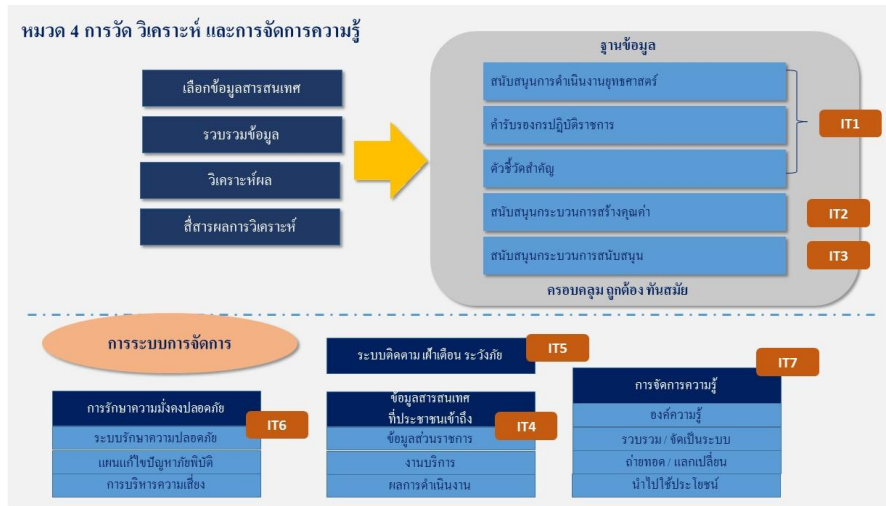 หมวด 4 การวัด วิเคราะห์ และการจัดการความรู้
เลือกข้อมูลสารสนเทศ
รวบรวมข้อมูล
วิเคราะห์ผล
สื่อสารผลการวิเคราะห์
ฐานข้อมูล
สนับสนุนการดำเนินงานยุทธศาสตร์
คำรับรองกรปฏิบัติราชการ
ตัวชี้วัดสำคัญ
IT1
สนับสนุนกระบวนการสร้างคุณค่า
IT2
สนับสนุนกระบวนการสนับสนุน
IT3
ครอบคลุม ถูกต้อง ทันสมัย
การระบบการจัดการ
การรักษาความมั่งคงปลอดภัย
IT6
ระบบรักษาความปลอดภัย
แผนแก้ไขปัญหาภัยพิบัติ
การบริหารความเสี่ยง
ระบบติดตาม เฝ้าเตือน ระวังภัย
IT5
ข้อมูลสารสนเทศ
ที่ประชาชนเข้าถึง
IT4
ข้อมูลส่วนราชการ
งานบริการ
ผลการดำเนินงาน
IT7
การจัดการความรู้
องค์ความรู้
รวบรวม / จัดเป็นระบบ
ถ่ายทอด / แลกเปลี่ยน
นำไปใช้ประโยชน์